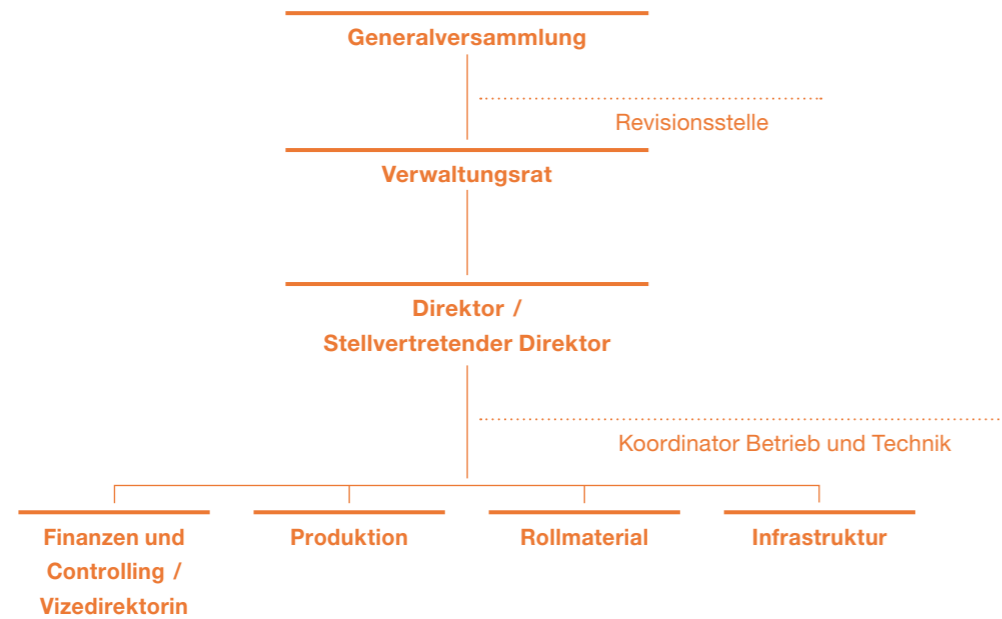 Generalversammlung
Revisionsstelle
Verwaltungsrat
Direktor /
Stellvertretender Direktor
Koordinator Betrieb und Technik
Finanzen und
Controlling /
Vizedirektorin
Produktion
Rollmaterial
Infrastruktur